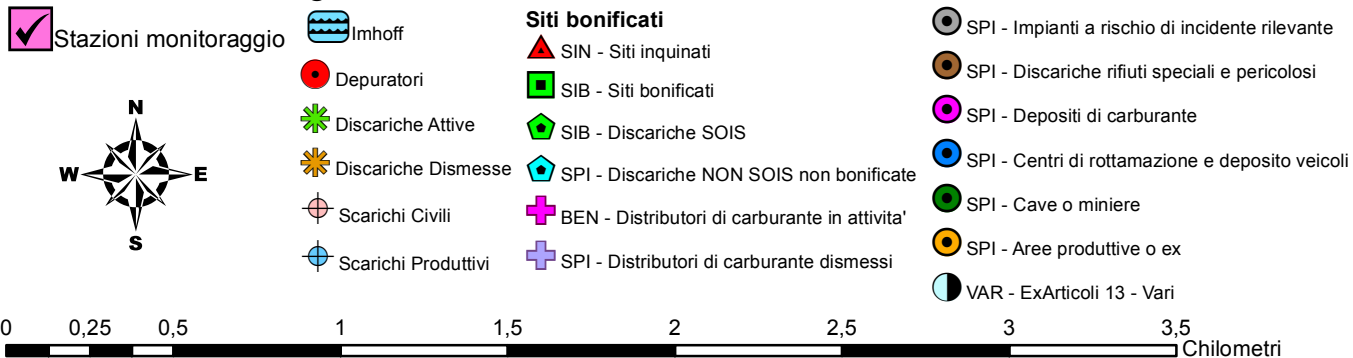 Stazioni monitoraggio
N
W E
S
Imhoff
Depuratori
Discariche Attive
Discariche Dismesse
Scarichi Civili
Scarichi Produttivi
Siti bonificati
SIN - Siti inquinati
SIB - Siti bonificati
SIB - Discariche SOIS
SPI - Discariche NON SOIS non bonificate
BEN - Distributori di carburante in attivita'
SPI - Distributori di carburante dismessi
SPI - Impianti a rischio di incidente rilevante
SPI - Discariche rifiuti speciali e pericolosi
SPI - Depositi di carburante
SPI - Centri di rottamazione e deposito veicoli
SPI - Cave o miniere
SPI - Aree produttive o ex
VAR - ExArticoli 13 - Vari
0 0,25 0,5 1 1,5 2 2,5 3 3,5
Chilometri